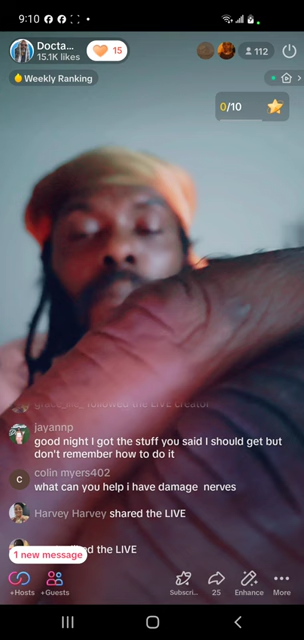 9:10
Docta...
15.1K likes
15
112
Weekly Ranking
0/10
followed the LIVE creator
jayannp
good night I got the stuff you said I should get but
don't remember how to do it
C
colin myers402
what can you help i have damage nerves
Harvey Harvey shared the LIVE
the LIVE
1 new message
+Hosts
+Guests
Subscri...
25
Enhance
More